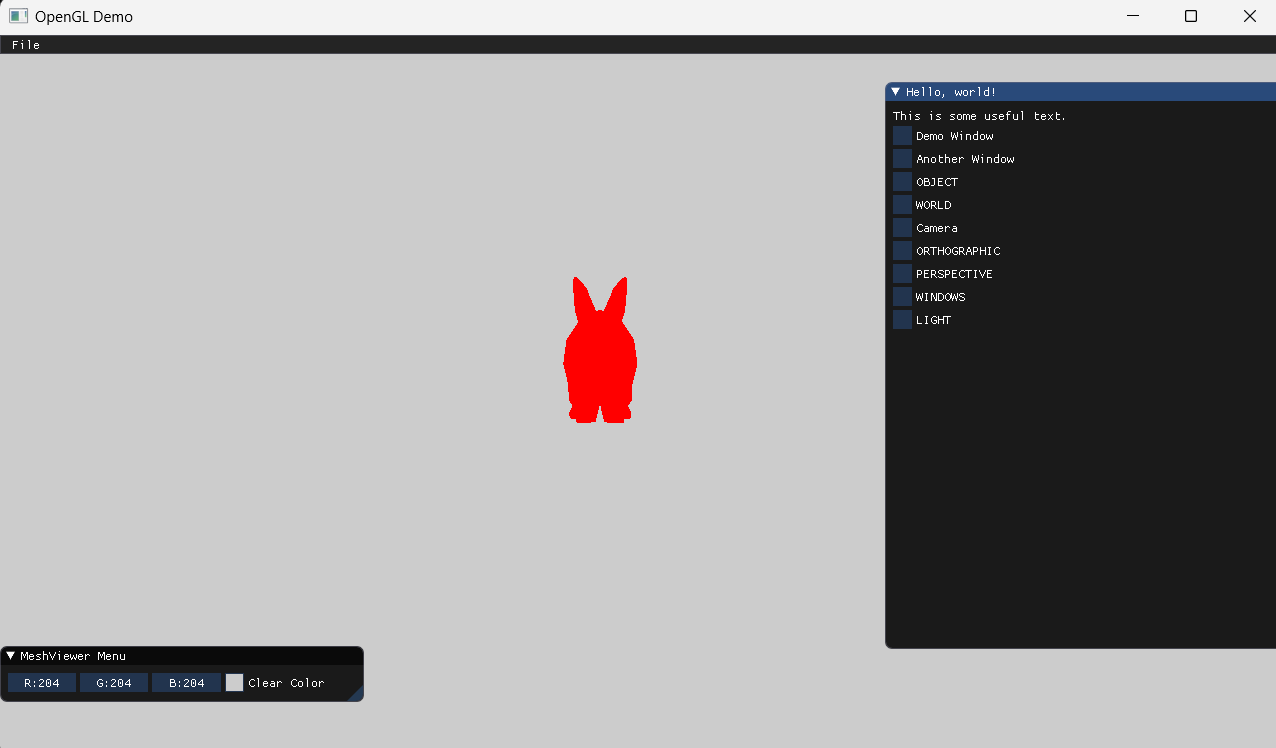 OpenGL Demo
File
Hello, world!
This is some useful text.
Demo Window
Another Window
OBJECT
WORLD
Camera
ORTHOGRAPHIC
PERSPECTIVE
WINDOWS
LIGHT
MeshViewer Menu
R:204 G:204 B:204 Clear Color